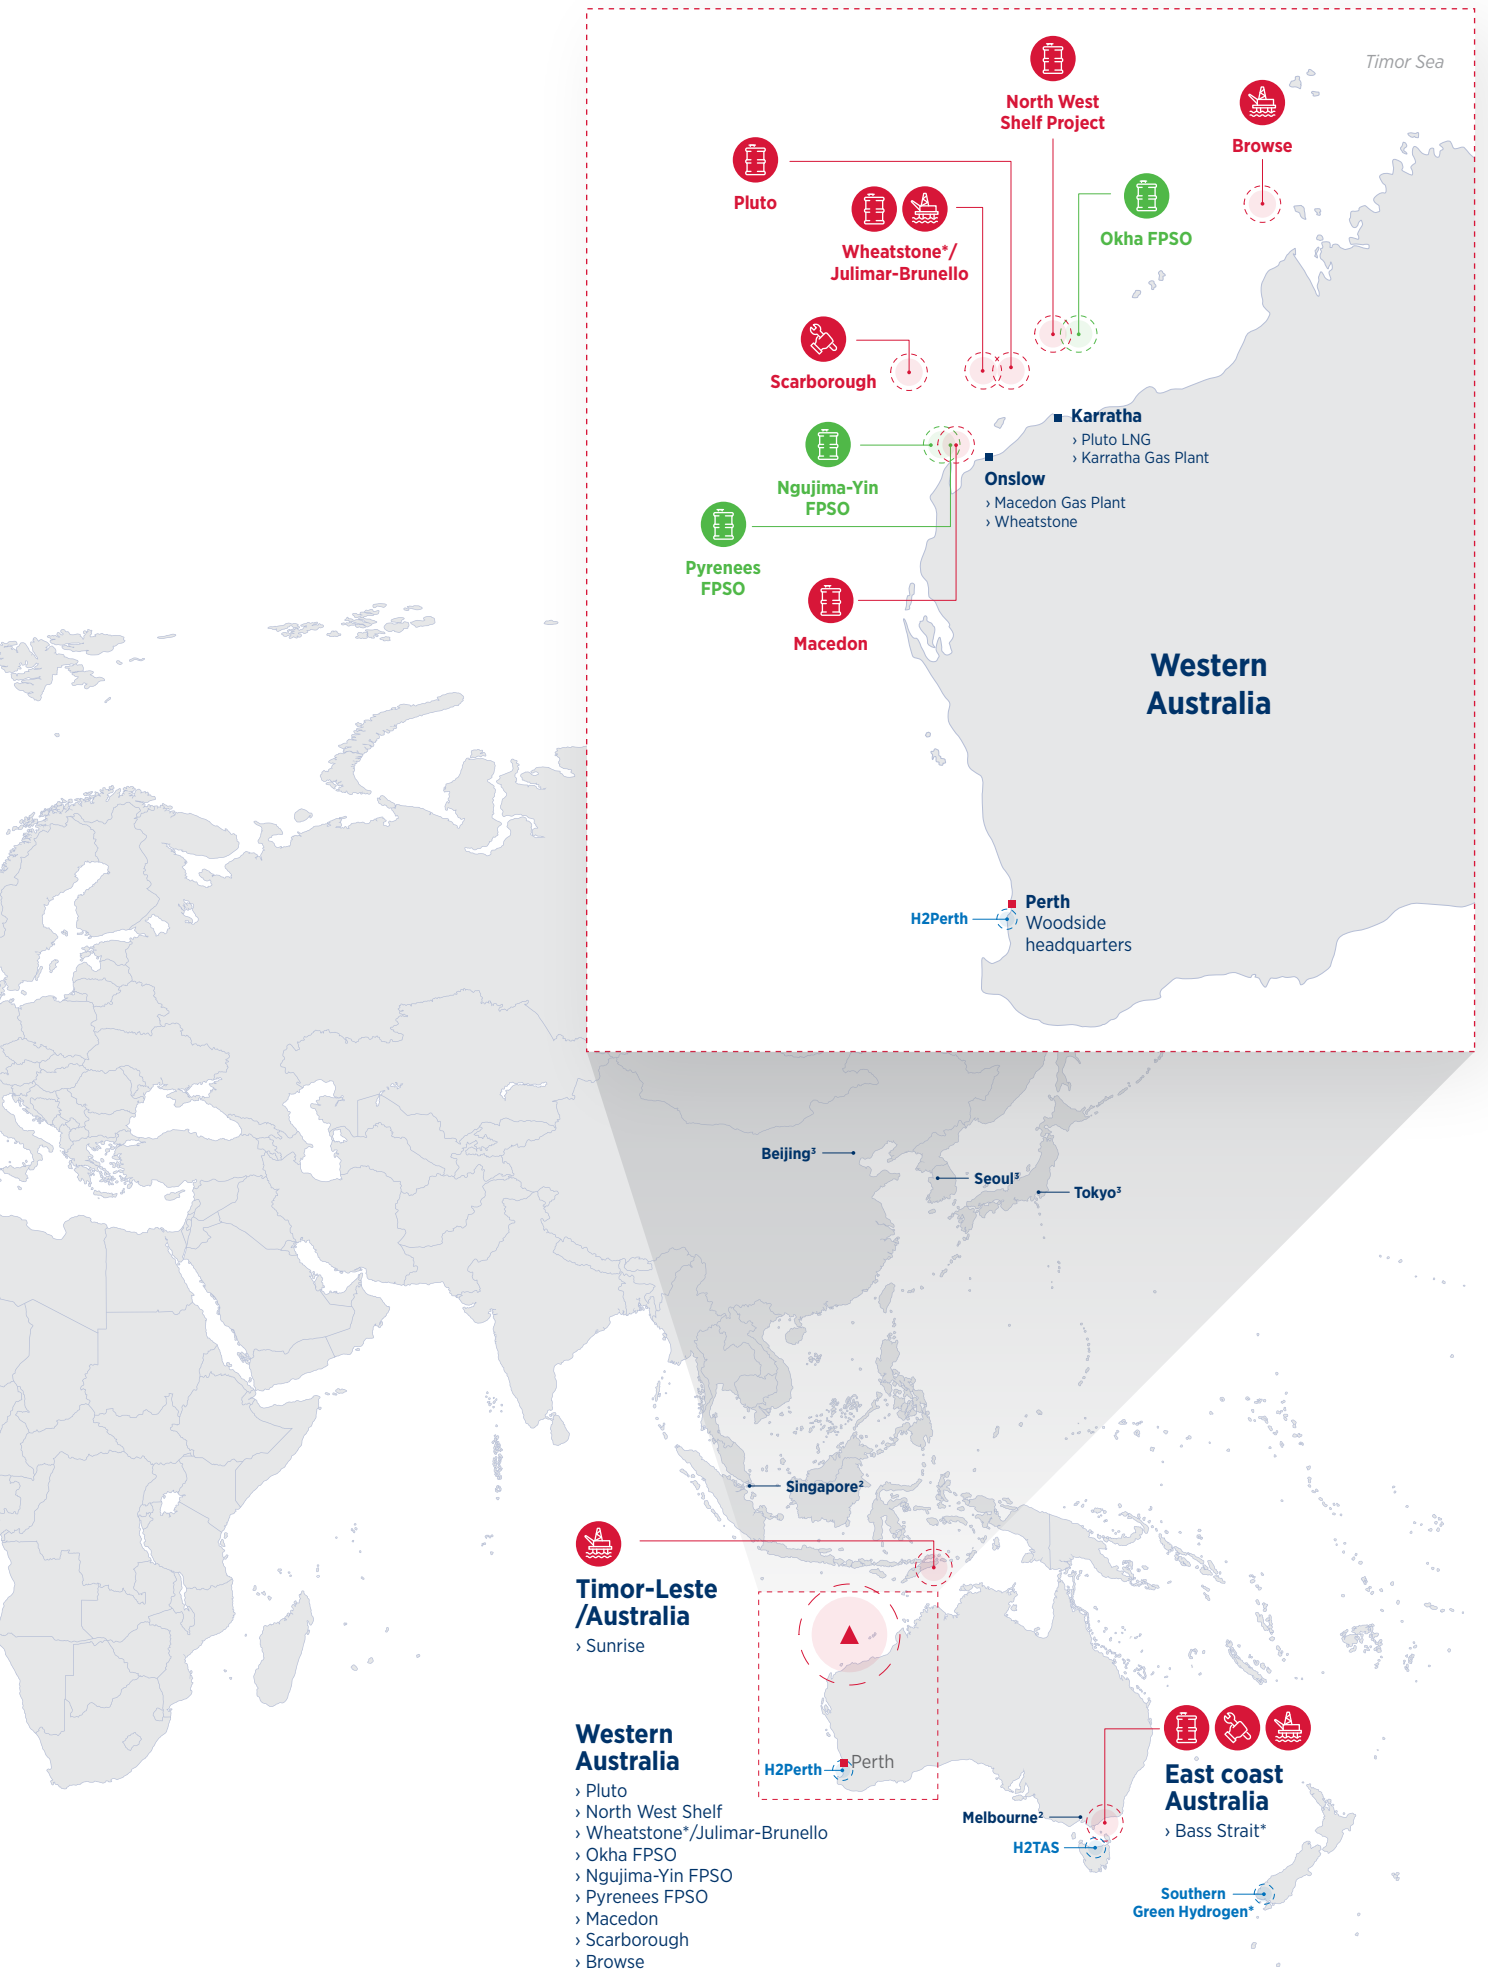 Timor Sea
North West
Shelf Project
Browse
Pluto
Okha FPSO
Wheatstone*/
Julimar-Brunello
Scarborough
Karratha
› Pluto LNG
› Karratha Gas Plant
Onslow
› Macedon Gas Plant
› Wheatstone
Ngujima-Yin
FPSO
Pyrenees
FPSO
Macedon
Western
Australia
H2Perth
Perth
Woodside
headquarters
Beijing³
Seoul³
Tokyo³
Singapore²
Timor-Leste
/Australia
› Sunrise
Western
Australia
› Pluto
› North West Shelf
› Wheatstone*/Julimar-Brunello
› Okha FPSO
› Ngujima-Yin FPSO
› Pyrenees FPSO
› Macedon
› Scarborough
› Browse
H2Perth
Perth
East coast
Australia
› Bass Strait*
Melbourne²
H2TAS
Southern
Green Hydrogen*